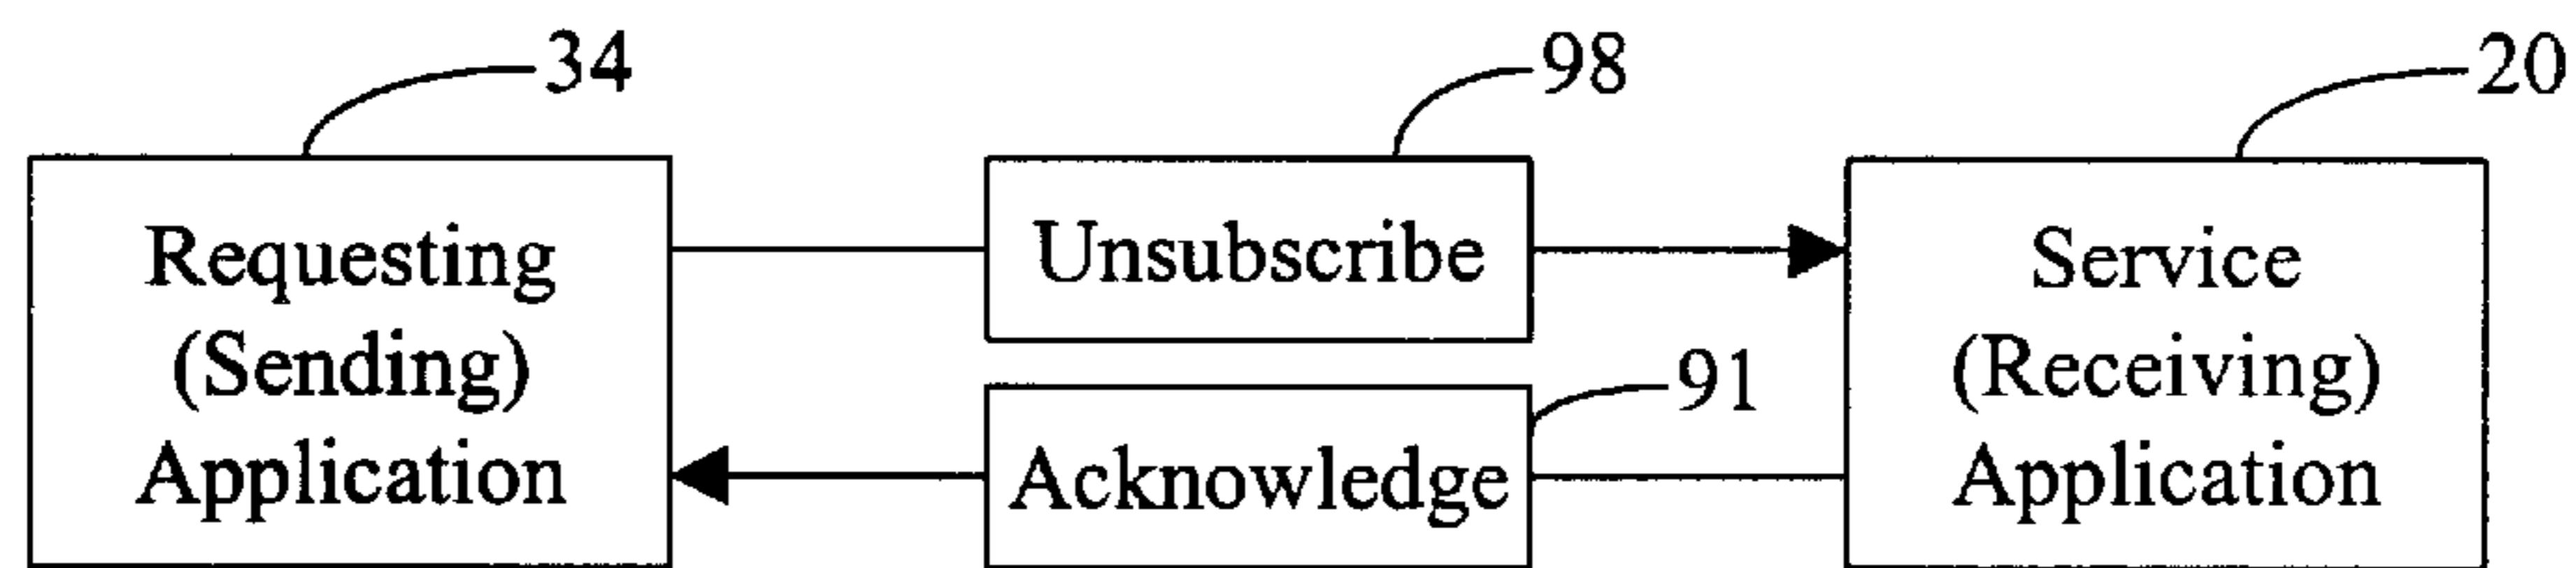 34
98
20
Requesting
(Sending)
Application
Unsubscribe
91
Acknowledge
Service
(Receiving)
Application